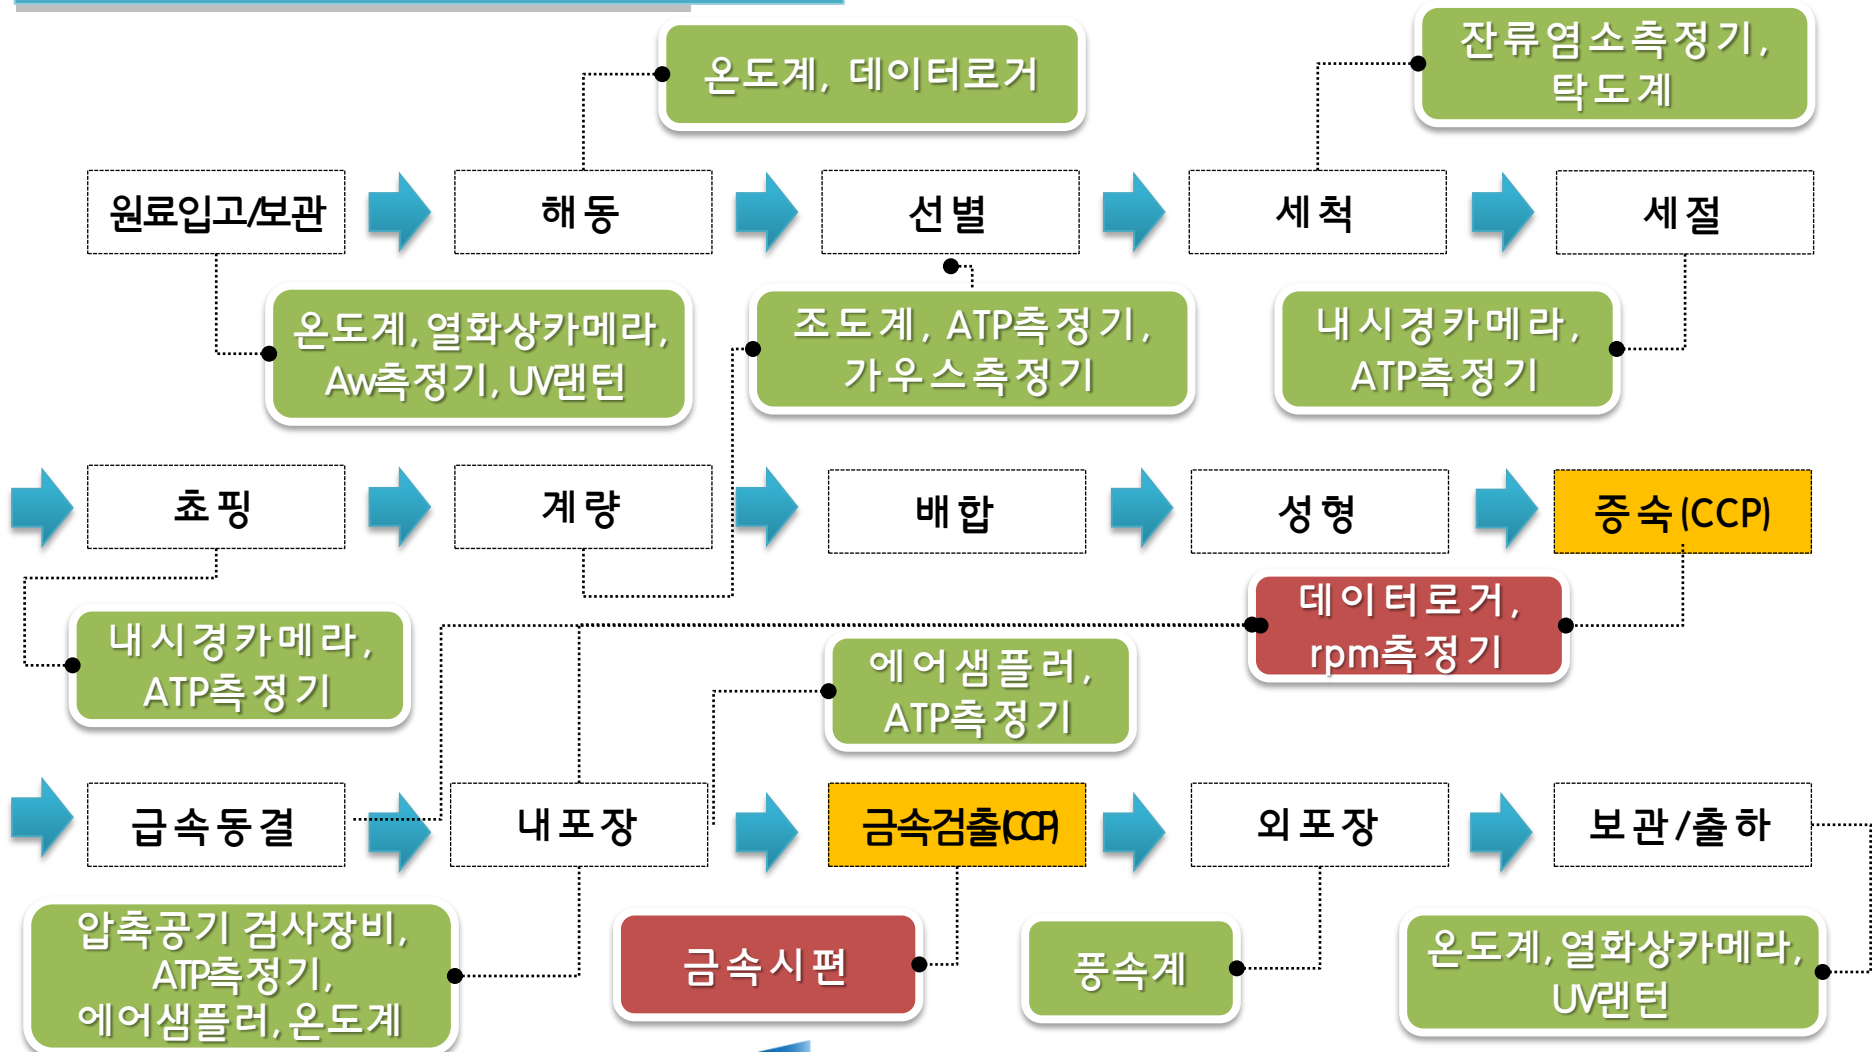 온도계, 데이터로거
잔류염소측정기,
탁도계
원료입고/보관
해동
선별
세척
세절
온도계, 열화상카메라,
Aw측정기, UV랜턴
조도계, ATP측정기,
가우스측정기
내시경카메라,
ATP측정기
쵸핑
계량
배합
성형
증숙(CCP)
내시경카메라,
ATP측정기
에어샘플러,
ATP측정기
데이터로거,
rpm측정기
급속동결
내포장
금속검출(CCP)
외포장
보관/출하
압축공기 검사장비,
ATP측정기,
에어샘플러, 온도계
금속시편
풍속계
온도계, 열화상카메라,
UV랜턴